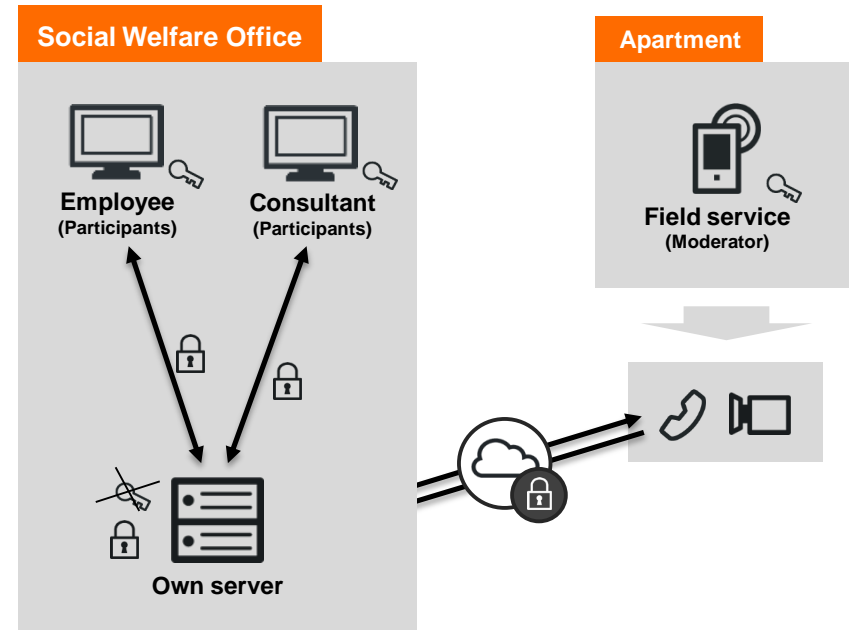 Social Welfare Office
Apartment
Employee
(Participants)
Consultant
(Participants)
Field service
(Moderator)
Own server